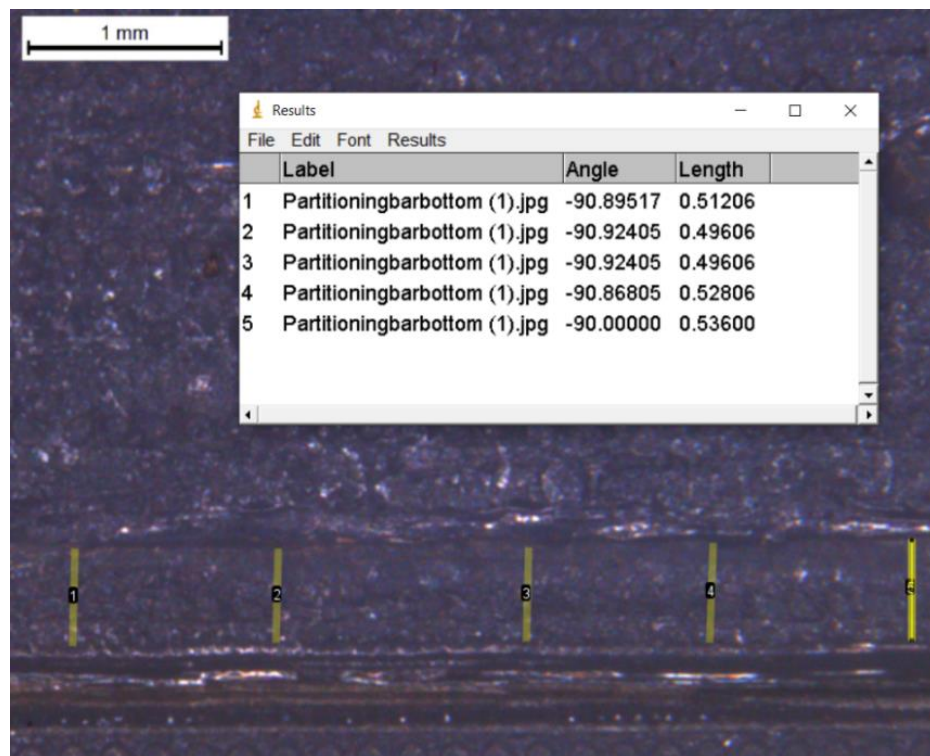 1 mm
Results
File Edit Font Results
Label Angle Length
1 Partitioningbarbottom (1).jpg -90.89517 0.51206
2 Partitioningbarbottom (1).jpg -90.92405 0.49606
3 Partitioningbarbottom (1).jpg -90.92405 0.49606
4 Partitioningbarbottom (1).jpg -90.86805 0.52806
5 Partitioningbarbottom (1).jpg -90.00000 0.53600
1 2 3 4